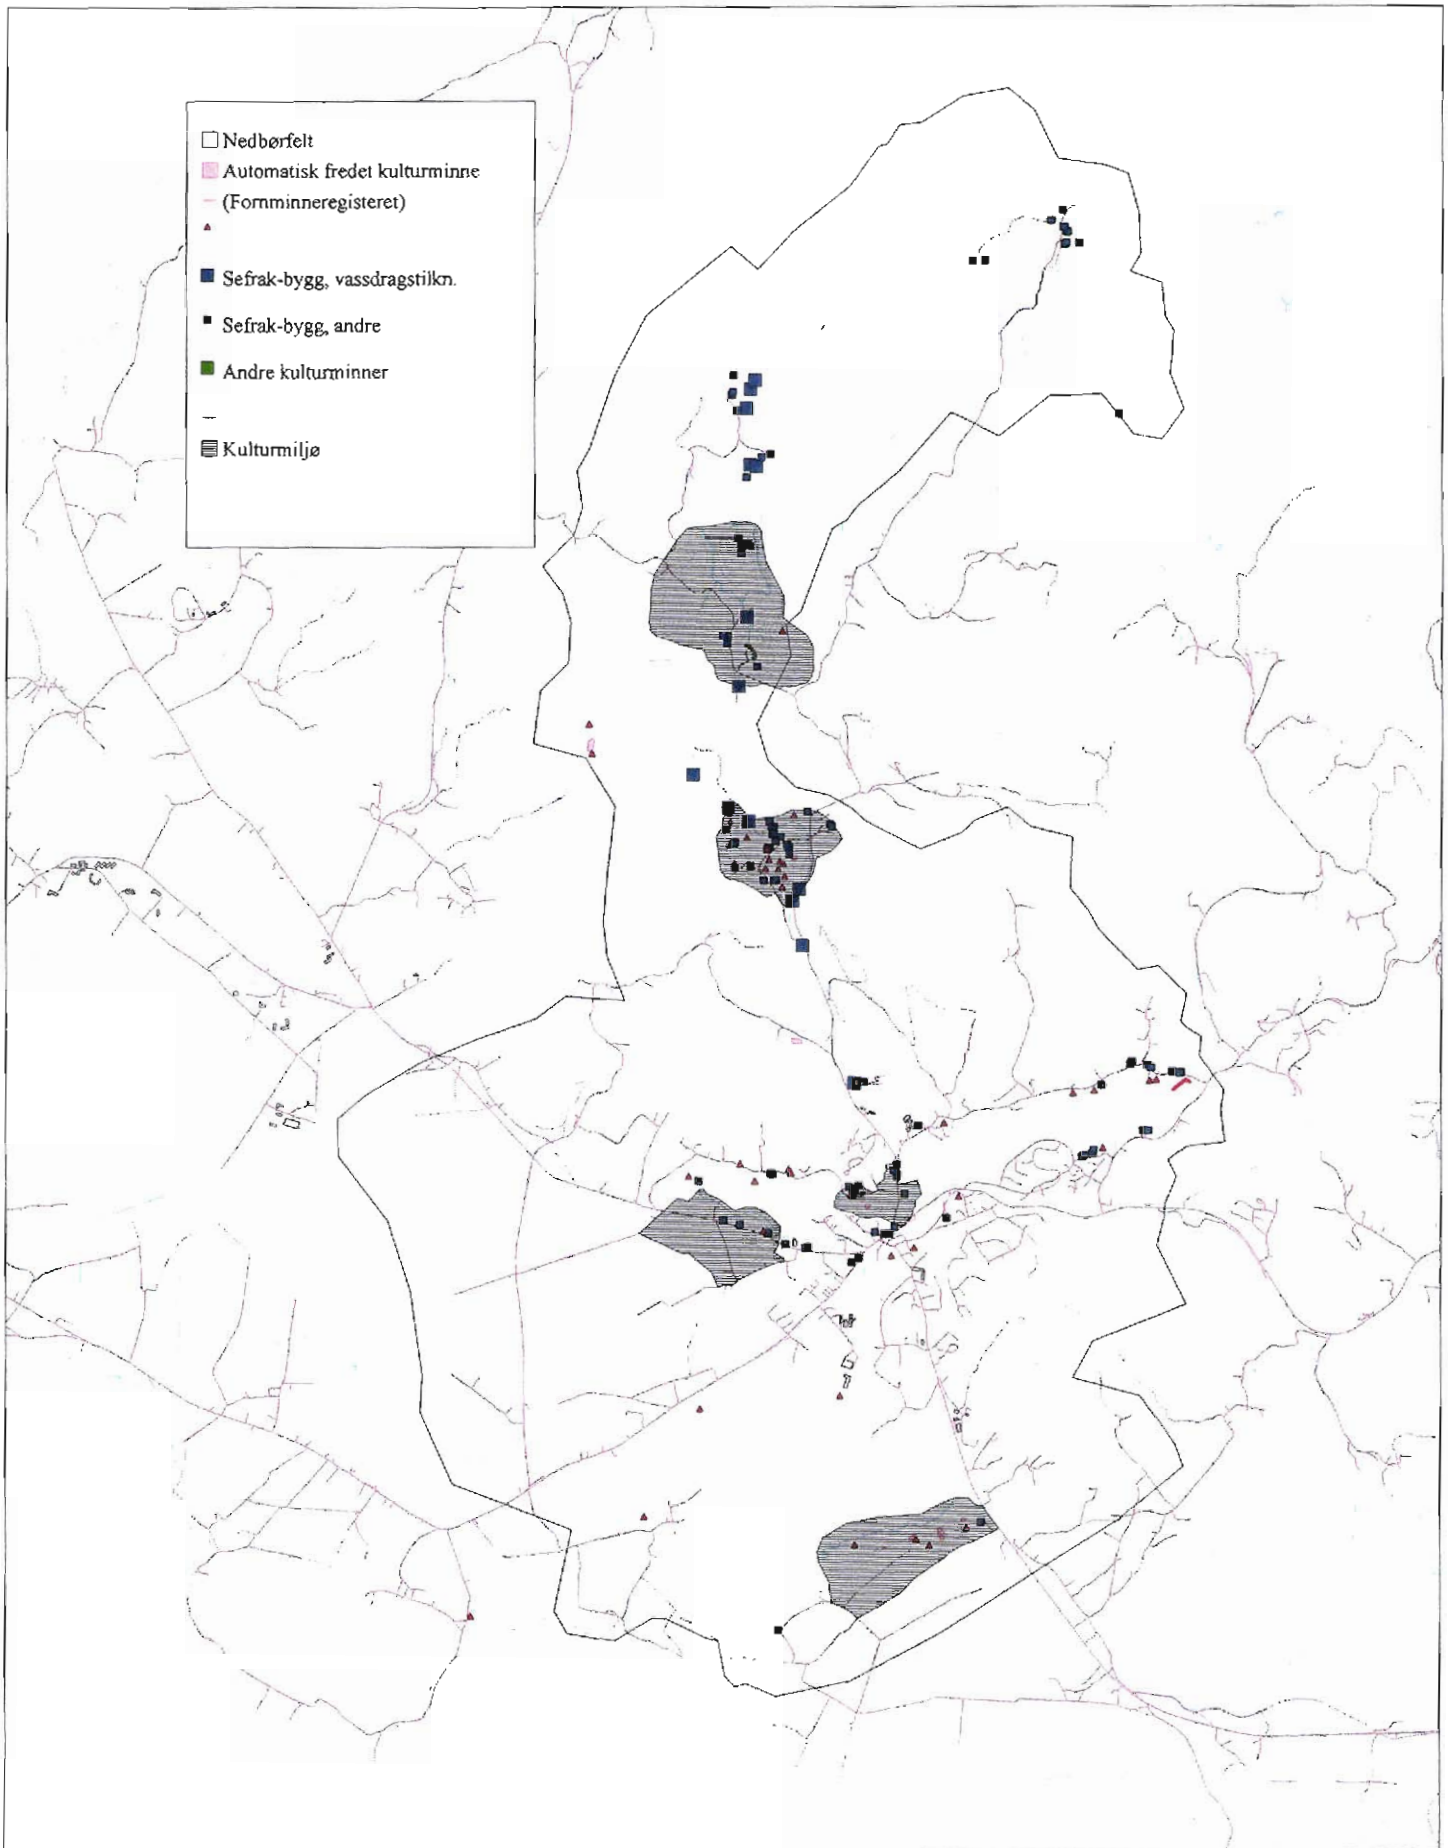 Nedbørfelt
Automatisk fredet kulturminne
(Fornminneregisteret)
Sefrak-bygg, vassdragstilkn.
Sefrak-bygg, andre
Andre kulturminner
Kulturmiljø